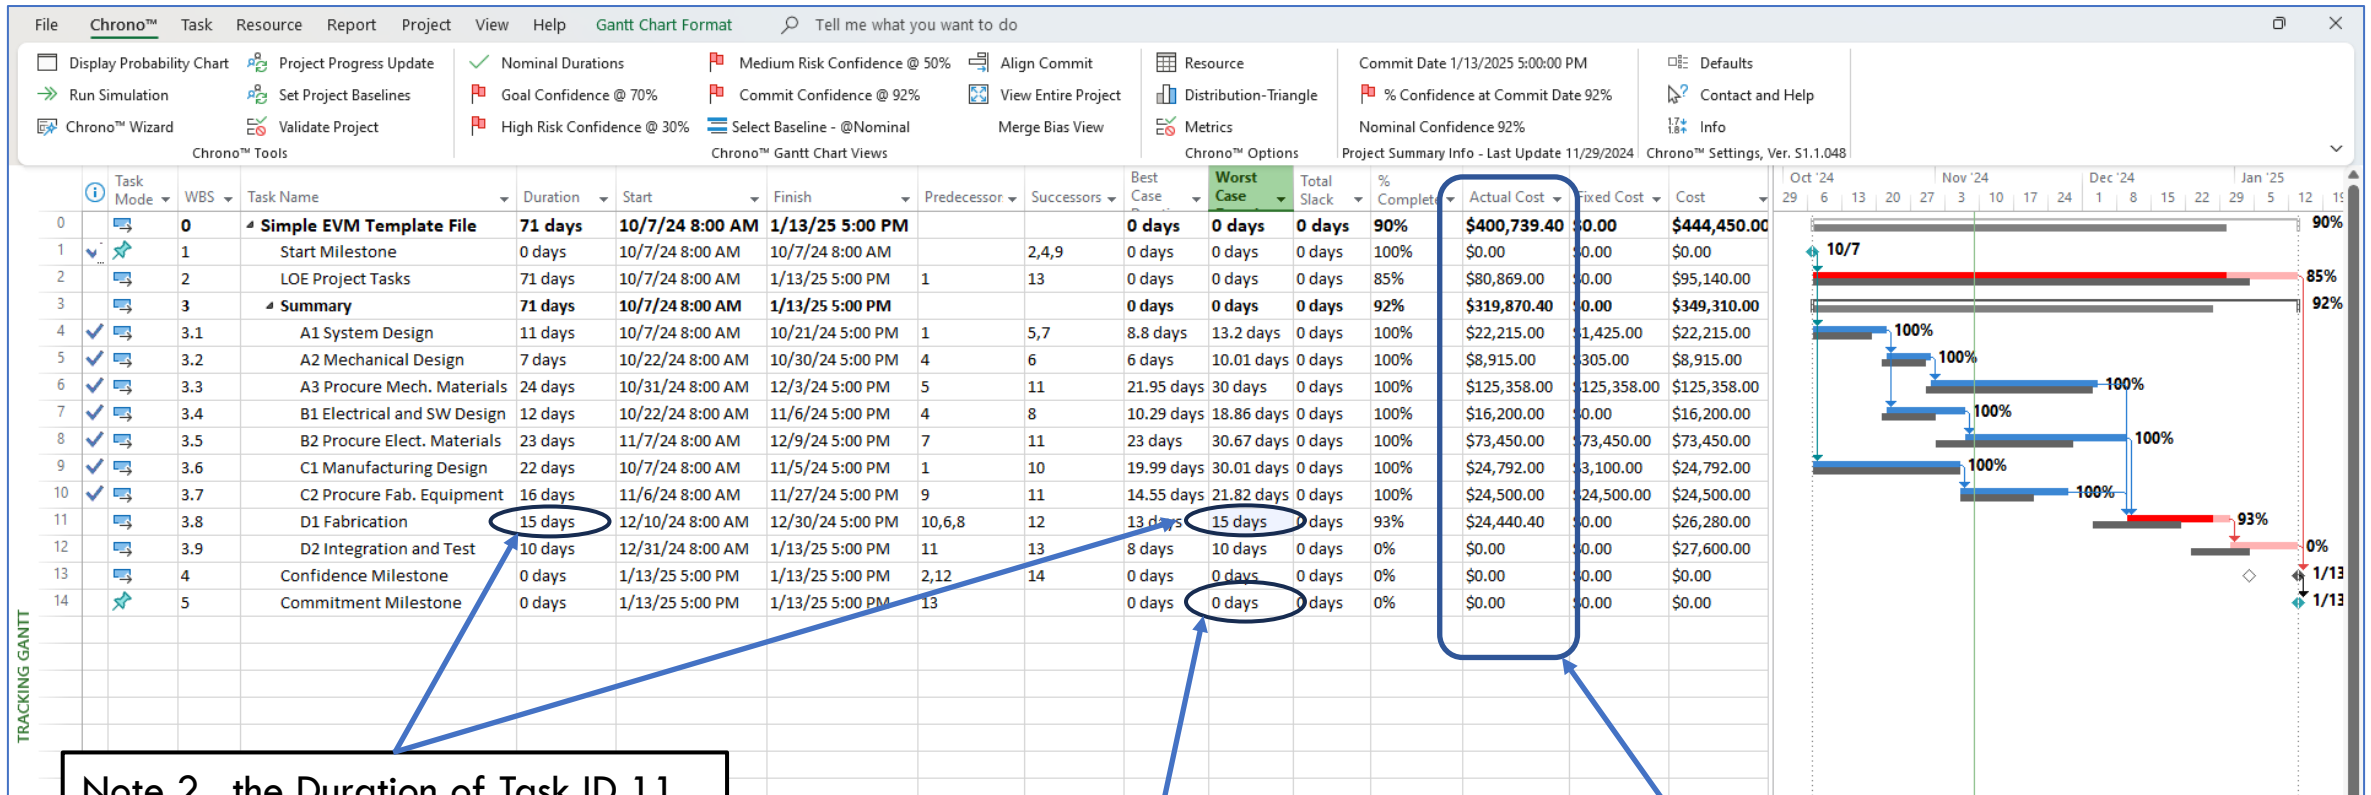 File Chrono™ Task Resource Report Project View Help Gantt Chart Format Tell me what you want to do
Display Probability Chart Project Progress Update Nominal Durations Medium Risk Confidence @ 50% Align Commit Resource Commit Date 1/13/2025 5:00:00 PM Defaults
Run Simulation Set Project Baselines Goal Confidence @ 70% Commit Confidence @ 92% View Entire Project Distribution-Triangle % Confidence at Commit Date 92% Contact and Help
Chrono™ Wizard Validate Project High Risk Confidence @ 30% Select Baseline - @Nominal Merge Bias View Metrics Nominal Confidence 92% Info
Chrono™ Tools Chrono™ Gantt Chart Views Chrono™ Options Project Summary Info - Last Update 11/29/2024 Chrono™ Settings, Ver. S1.1.048
Task Mode WBS Task Name Duration Start Finish Predecessor Successors Best Case Worst Case Total Slack % Complete Actual Cost Fixed Cost Cost
Oct '24 Nov '24 Dec '24 Jan '25
29 6 13 20 27 3 10 17 24 1 8 15 22 29 5 12 19
0 0 Simple EVM Template File 71 days 10/7/24 8:00 AM 1/13/25 5:00 PM 0 days 0 days 0 days 90% $400,739.40 $0.00 $444,450.00 90%
1 1 Start Milestone 0 days 10/7/24 8:00 AM 10/7/24 8:00 AM 2,4,9 0 days 0 days 0 days 100% $0.00 $0.00 $0.00 10/7
2 2 LOE Project Tasks 71 days 10/7/24 8:00 AM 1/13/25 5:00 PM 1 13 0 days 0 days 0 days 85% $80,869.00 $0.00 $95,140.00 85%
3 3 Summary 71 days 10/7/24 8:00 AM 1/13/25 5:00 PM 0 days 0 days 0 days 92% $319,870.40 $0.00 $349,310.00 92%
4 3.1 A1 System Design 11 days 10/7/24 8:00 AM 10/21/24 5:00 PM 1 5,7 8.8 days 13.2 days 0 days 100% $22,215.00 $1,425.00 $22,215.00 100%
5 3.2 A2 Mechanical Design 7 days 10/22/24 8:00 AM 10/30/24 5:00 PM 4 6 6 days 10.01 days 0 days 100% $8,915.00 $305.00 $8,915.00 100%
6 3.3 A3 Procure Mech. Materials 24 days 10/31/24 8:00 AM 12/3/24 5:00 PM 5 11 21.95 days 30 days 0 days 100% $125,358.00 $125,358.00 $125,358.00 100%
7 3.4 B1 Electrical and SW Design 12 days 10/22/24 8:00 AM 11/6/24 5:00 PM 4 8 10.29 days 18.86 days 0 days 100% $16,200.00 $0.00 $16,200.00 100%
8 3.5 B2 Procure Elect. Materials 23 days 11/7/24 8:00 AM 12/9/24 5:00 PM 7 11 23 days 30.67 days 0 days 100% $73,450.00 $73,450.00 $73,450.00 100%
9 3.6 C1 Manufacturing Design 22 days 10/7/24 8:00 AM 11/5/24 5:00 PM 1 10 19.99 days 30.01 days 0 days 100% $24,792.00 $3,100.00 $24,792.00 100%
10 3.7 C2 Procure Fab. Equipment 16 days 11/6/24 8:00 AM 11/27/24 5:00 PM 9 11 14.55 days 21.82 days 0 days 100% $24,500.00 $24,500.00 $24,500.00 100%
11 3.8 D1 Fabrication 15 days 12/10/24 8:00 AM 12/30/24 5:00 PM 10,6,8 12 13 days 15 days 0 days 93% $24,440.40 $0.00 $26,280.00 93%
12 3.9 D2 Integration and Test 10 days 12/31/24 8:00 AM 1/13/25 5:00 PM 11 13 8 days 10 days 0 days 0% $0.00 $0.00 $27,600.00 0%
13 4 Confidence Milestone 0 days 1/13/25 5:00 PM 1/13/25 5:00 PM 2,12 14 0 days 0 days 0 days 0% $0.00 $0.00 $0.00 1/13
14 5 Commitment Milestone 0 days 1/13/25 5:00 PM 1/13/25 5:00 PM 13 0 days 0 days 0 days 0% $0.00 $0.00 $0.00 1/13
TRACKING GANTT
Note 2 the Duration of Task ID 11